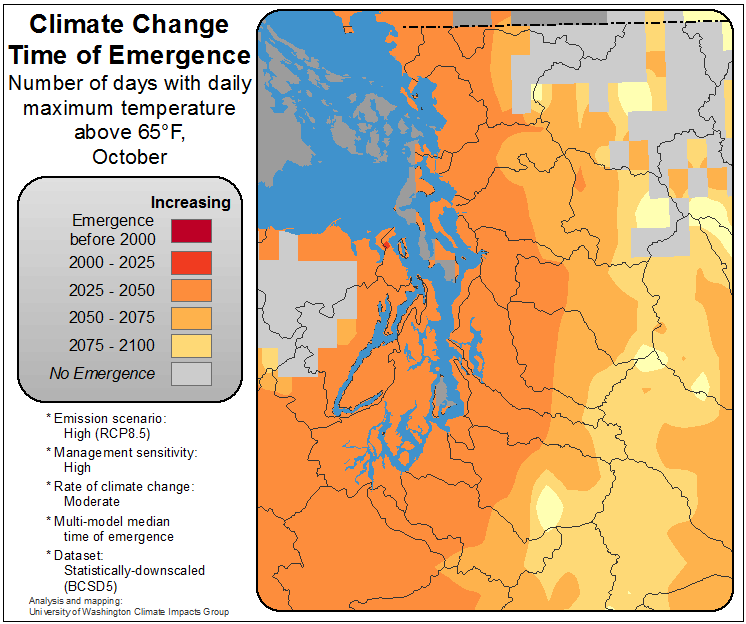 Climate Change
Time of Emergence
Number of days with daily
maximum temperature
above 65°F,
October
Increasing
Emergence
before 2000
2000 - 2025
2025 - 2050
2050 - 2075
2075 - 2100
No Emergence
* Emission scenario:
High (RCP8.5)
* Management sensitivity:
High
* Rate of climate change:
Moderate
* Multi-model median
time of emergence
* Dataset:
Statistically-downscaled
(BCSD5)
Analysis and mapping:
University of Washington Climate Impacts Group